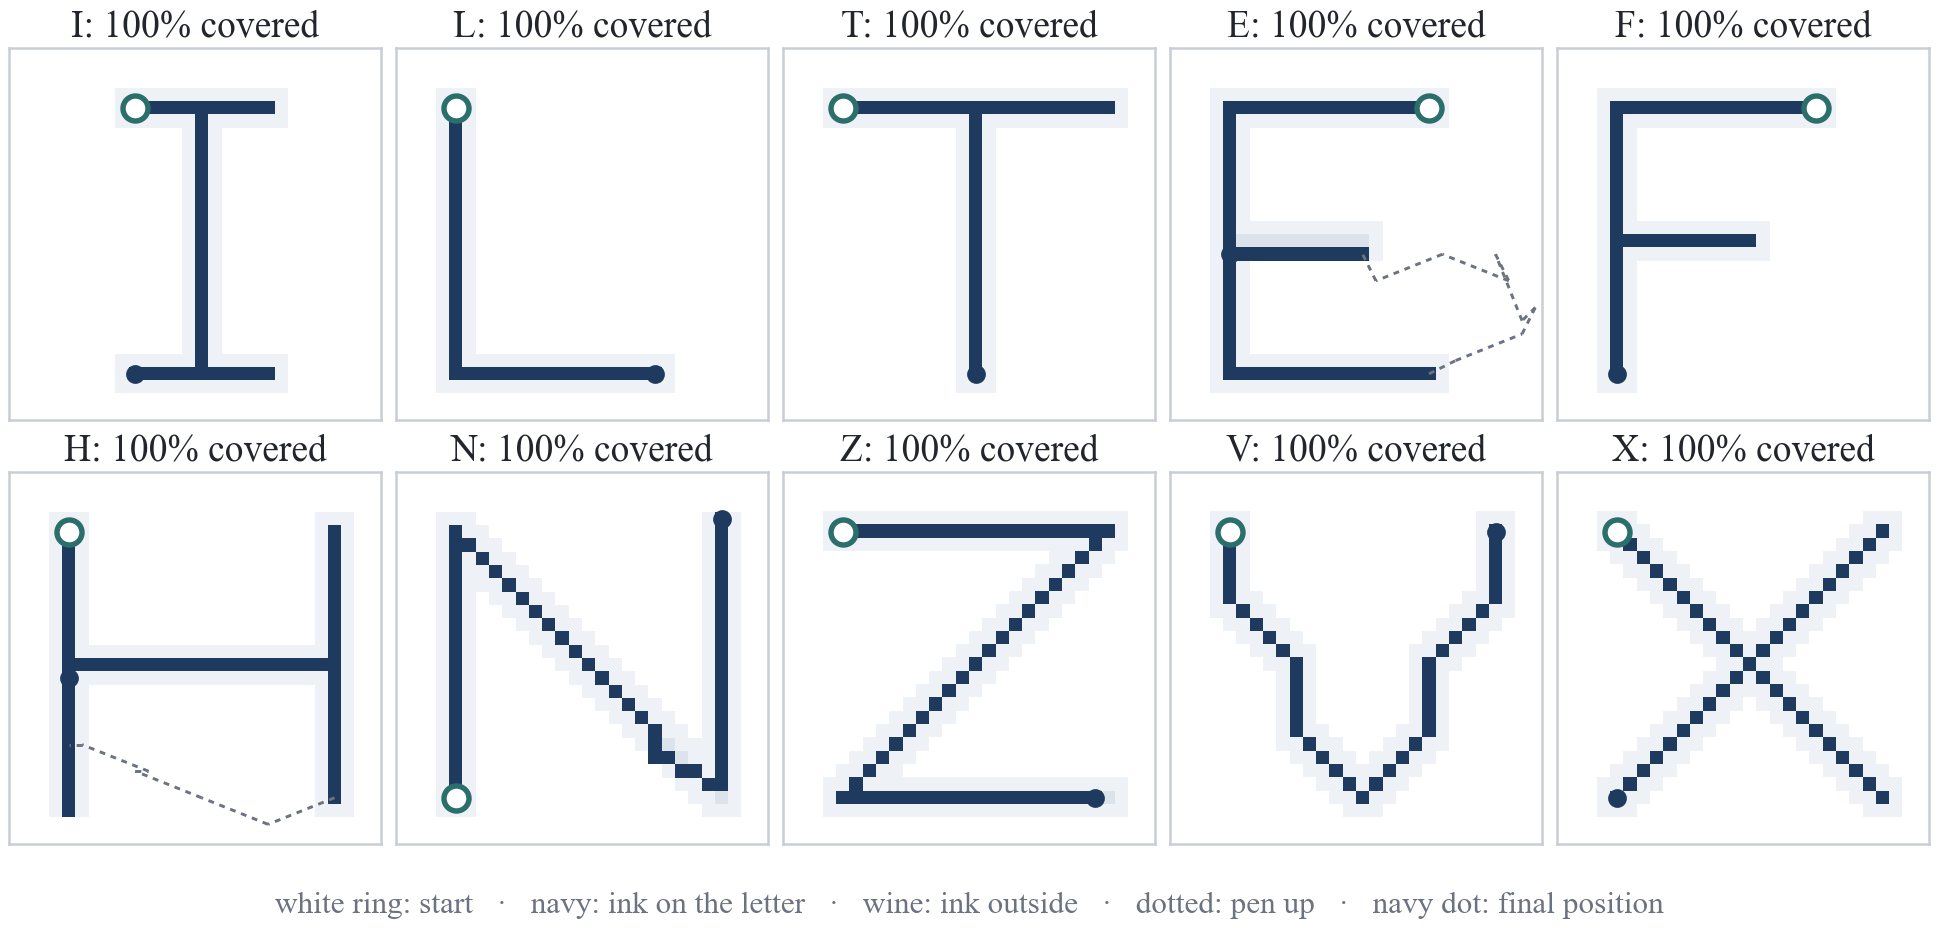 I: 100% covered
L: 100% covered
T: 100% covered
E: 100% covered
F: 100% covered
H: 100% covered
N: 100% covered
Z: 100% covered
V: 100% covered
X: 100% covered
white ring: start · navy: ink on the letter · wine: ink outside · dotted: pen up · navy dot: final position